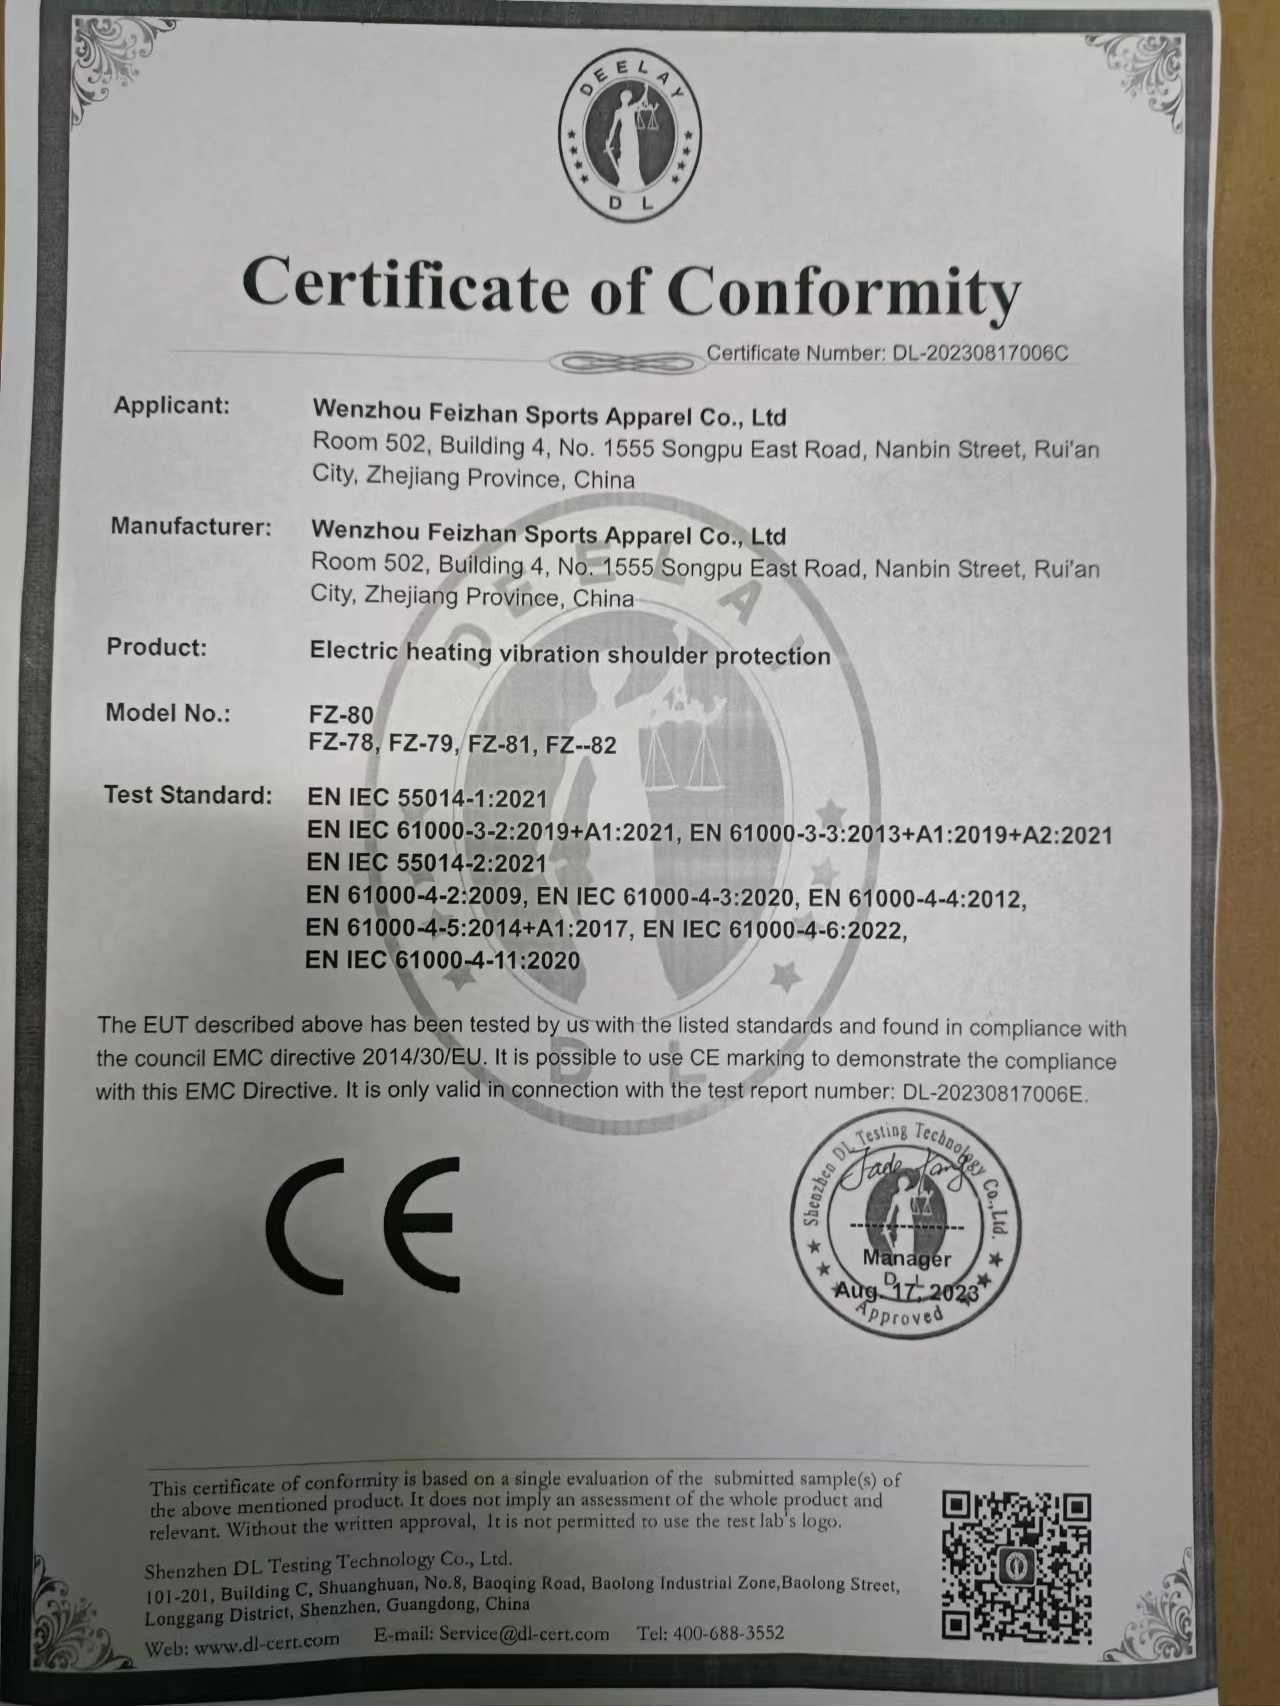 DEELAY
D L
Certificate of Conformity
Certificate Number: DL-20230817006C
Applicant: Wenzhou Feizhan Sports Apparel Co., Ltd
Room 502, Building 4, No. 1555 Songpu East Road, Nanbin Street, Rui'an
City, Zhejiang Province, China
Manufacturer: Wenzhou Feizhan Sports Apparel Co., Ltd
Room 502, Building 4, No. 1555 Songpu East Road, Nanbin Street, Rui'an
City, Zhejiang Province, China
Product: Electric heating vibration shoulder protection
Model No.: FZ-80
FZ-78, FZ-79, FZ-81, FZ--82
Test Standard: EN IEC 55014-1:2021
EN IEC 61000-3-2:2019+A1:2021, EN 61000-3-3:2013+A1:2019+A2:2021
EN IEC 55014-2:2021
EN 61000-4-2:2009, EN IEC 61000-4-3:2020, EN 61000-4-4:2012,
EN 61000-4-5:2014+A1:2017, EN IEC 61000-4-6:2022,
EN IEC 61000-4-11:2020
DEELAY
D L
The EUT described above has been tested by us with the listed standards and found in compliance with
the council EMC directive 2014/30/EU. It is possible to use CE marking to demonstrate the compliance
with this EMC Directive. It is only valid in connection with the test report number: DL-20230817006E.
CE
Shenzhen DL Testing Technology Co., Ltd.
Manager
D L
Aug. 17, 2023
Approved
This certificate of conformity is based on a single evaluation of the submitted sample(s) of
the above mentioned product. It does not imply an assessment of the whole product and
relevant. Without the written approval, It is not permitted to use the test lab's logo.
Shenzhen DL Testing Technology Co., Ltd.
101-201, Building C, Shuanghuan, No.8, Baoqing Road, Baolong Industrial Zone,Baolong Street,
Longgang District, Shenzhen, Guangdong, China
Web: www.dl-cert.com E-mail: Service@dl-cert.com Tel: 400-688-3552